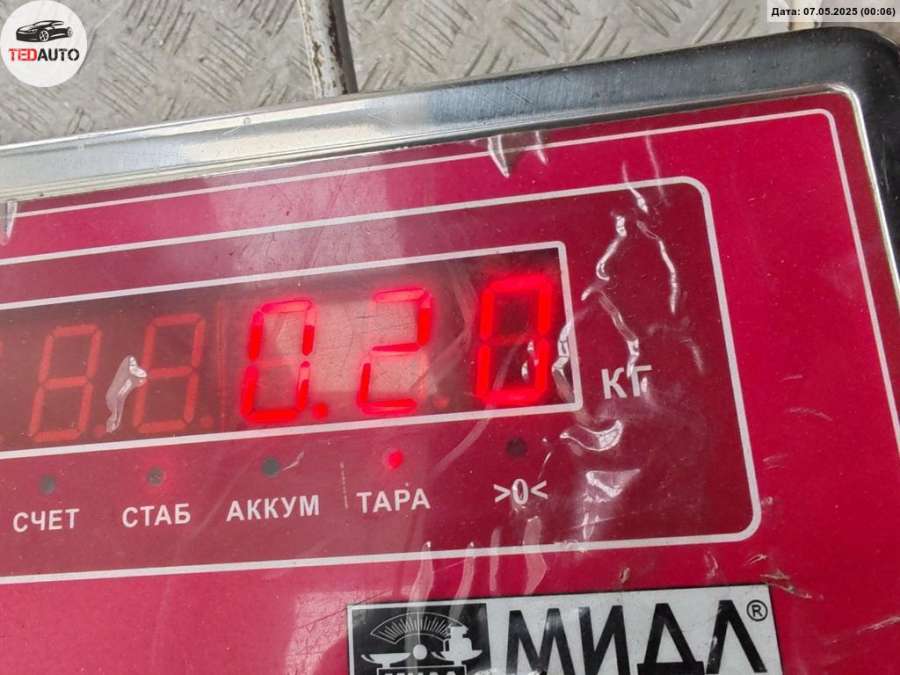 TEDAUTO
Дата: 07.05.2025 (00:06)
0.20
КГ
СЧЕТ СТАБ АККУМ ТАРА >0<
МИДЛ®